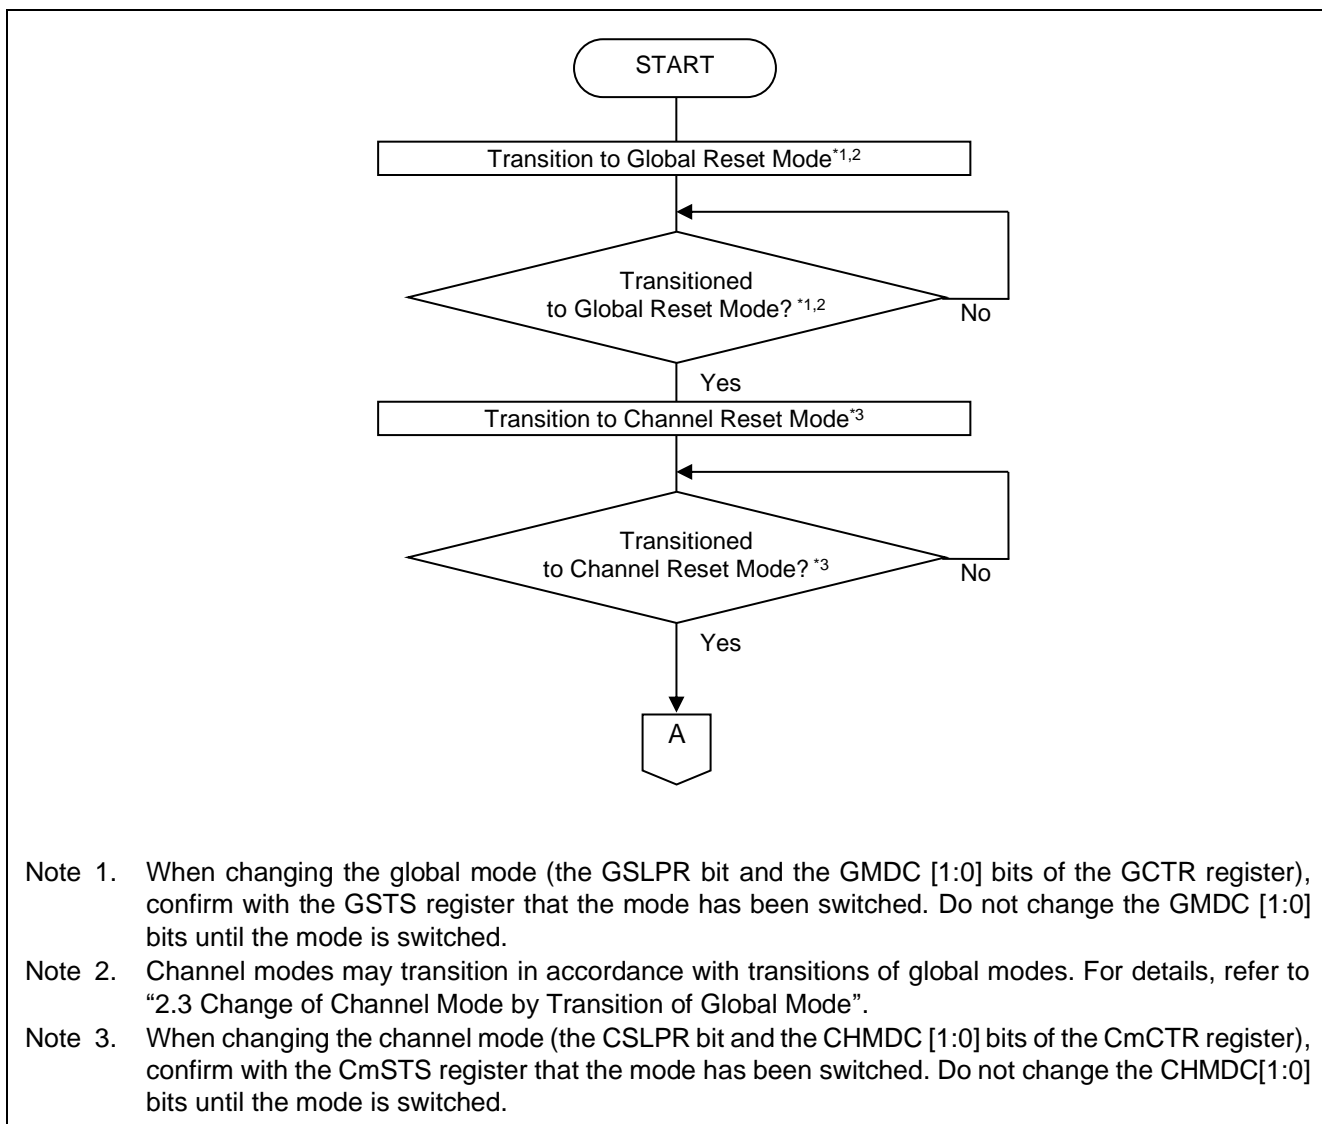 START
Transition to Global Reset Mode*1,2
Transitioned
to Global Reset Mode? *1,2
No
Yes
Transition to Channel Reset Mode*3
Transitioned
to Channel Reset Mode? *3
No
Yes
A
Note 1. When changing the global mode (the GSLPR bit and the GMDC [1:0] bits of the GCTR register),
confirm with the GSTS register that the mode has been switched. Do not change the GMDC [1:0]
bits until the mode is switched.
Note 2. Channel modes may transition in accordance with transitions of global modes. For details, refer to
“2.3 Change of Channel Mode by Transition of Global Mode”.
Note 3. When changing the channel mode (the CSLPR bit and the CHMDC [1:0] bits of the CmCTR register),
confirm with the CmSTS register that the mode has been switched. Do not change the CHMDC[1:0]
bits until the mode is switched.